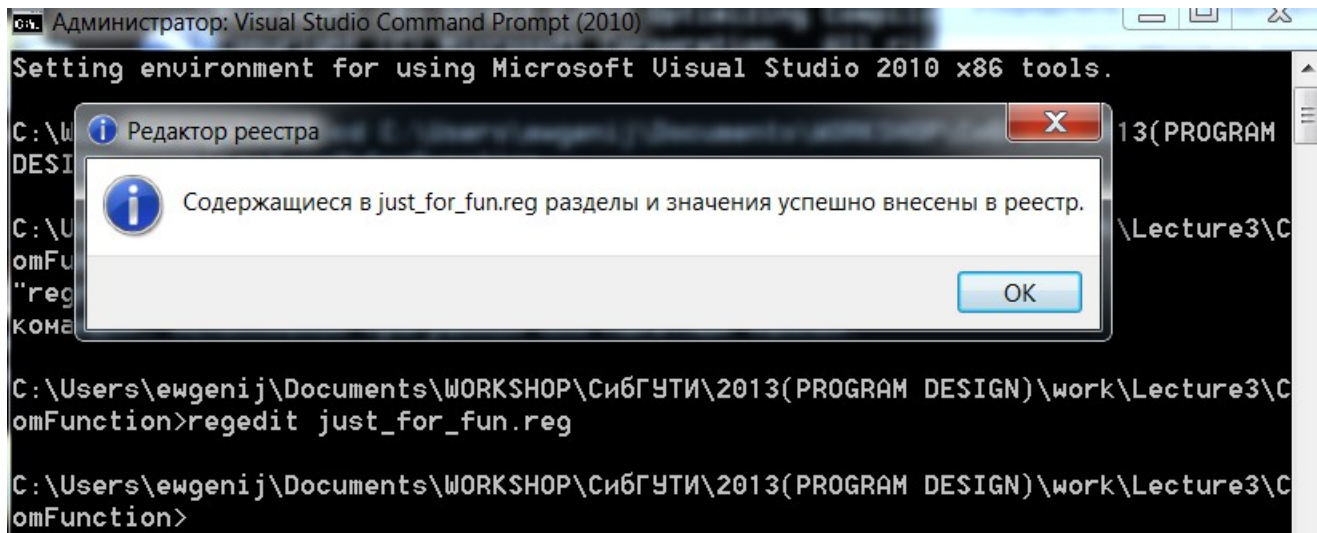 Администратор: Visual Studio Command Prompt (2010)
Setting environment for using Microsoft Visual Studio 2010 x86 tools.
C:\W
13(PROGRAM
DESI
Редактор реестра
Содержащиеся в just_for_fun.reg разделы и значения успешно внесены в реестр.
C:\U
\Lecture3\C
omFu
"reg
OK
кома
C:\Users\ewgenij\Documents\WORKSHOP\СибГУТИ\2013(PROGRAM DESIGN)\work\Lecture3\C
omFunction>regedit just_for_fun.reg
C:\Users\ewgenij\Documents\WORKSHOP\СибГУТИ\2013(PROGRAM DESIGN)\work\Lecture3\C
omFunction>